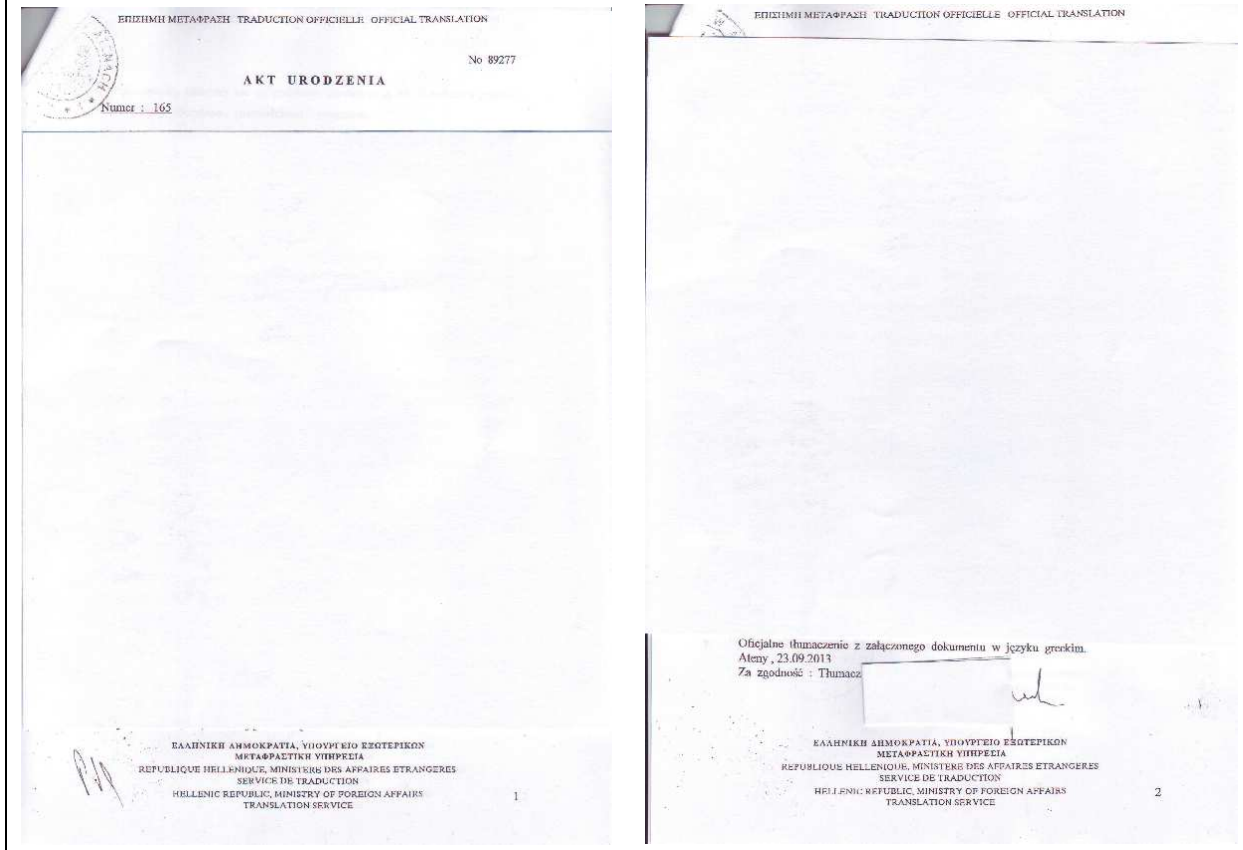 ΕΠΙΣΗΜΗ ΜΕΤΑΦΡΑΣΗ TRADUCTION OFFICIELLE OFFICIAL TRANSLATION
No 89277
AKT URODZENIA
Numer : 165
ΕΛΛΗΝΙΚΗ ΔΗΜΟΚΡΑΤΙΑ, ΥΠΟΥΡΓΕΙΟ ΕΞΩΤΕΡΙΚΩΝ
ΜΕΤΑΦΡΑΣΤΙΚΗ ΥΠΗΡΕΣΙΑ
REPUBLIQUE HELLENIQUE, MINISTERE DES AFFAIRES ETRANGERES
SERVICE DE TRADUCTION
HELLENIC REPUBLIC, MINISTRY OF FOREIGN AFFAIRS
TRANSLATION SERVICE
1
ΕΠΙΣΗΜΗ ΜΕΤΑΦΡΑΣΗ TRADUCTION OFFICIELLE OFFICIAL TRANSLATION
Oficjalne tłumaczenie z załączonego dokumentu w języku greckim.
Ateny , 23.09.2013
Za zgodność : Tłumacz
ΕΛΛΗΝΙΚΗ ΔΗΜΟΚΡΑΤΙΑ, ΥΠΟΥΡΓΕΙΟ ΕΞΩΤΕΡΙΚΩΝ
ΜΕΤΑΦΡΑΣΤΙΚΗ ΥΠΗΡΕΣΙΑ
REPUBLIQUE HELLENIQUE, MINISTERE DES AFFAIRES ETRANGERES
SERVICE DE TRADUCTION
HELLENIC REPUBLIC, MINISTRY OF FOREIGN AFFAIRS
TRANSLATION SERVICE
2